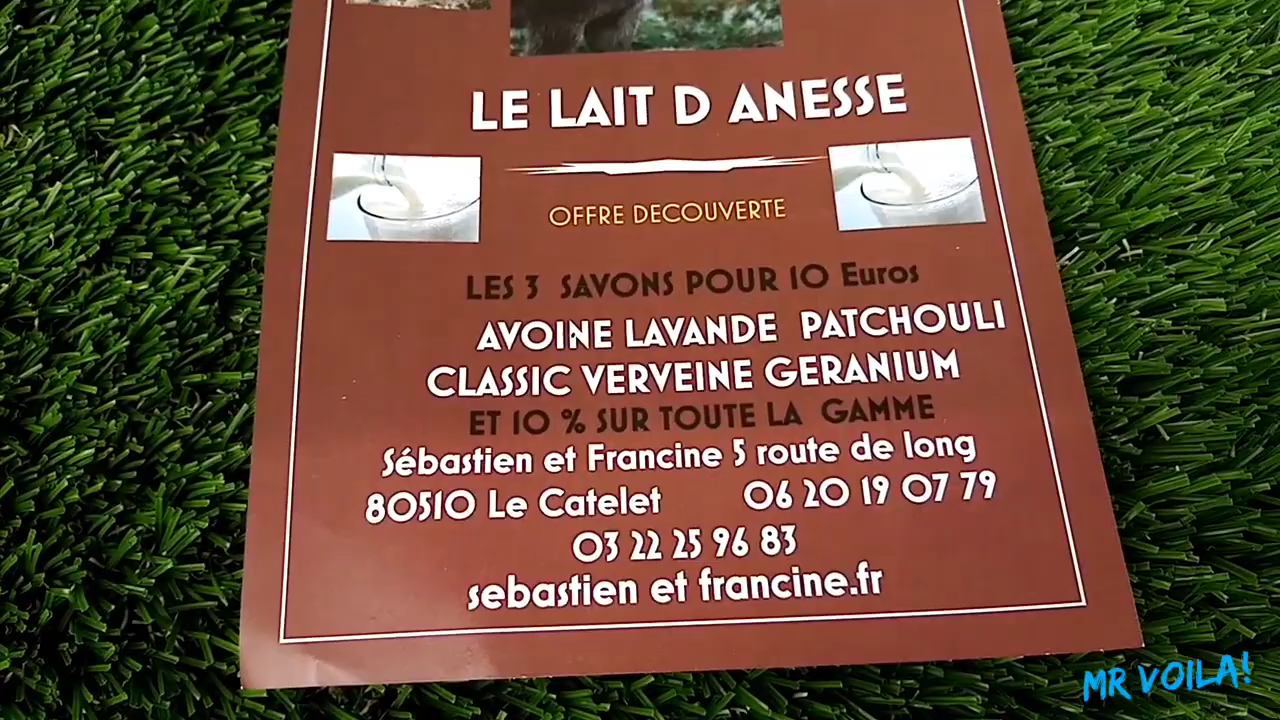 LE LAIT D ANESSE
OFFRE DECOUVERTE
LES 3 SAVONS POUR 10 Euros
AVOINE LAVANDE PATCHOULI
CLASSIC VERVEINE GERANIUM
ET 10 % SUR TOUTE LA GAMME
Sébastien et Francine 5 route de long
80510 Le Catelet 06 20 19 07 79
03 22 25 96 83
sebastien et francine.fr
MR VOILA!